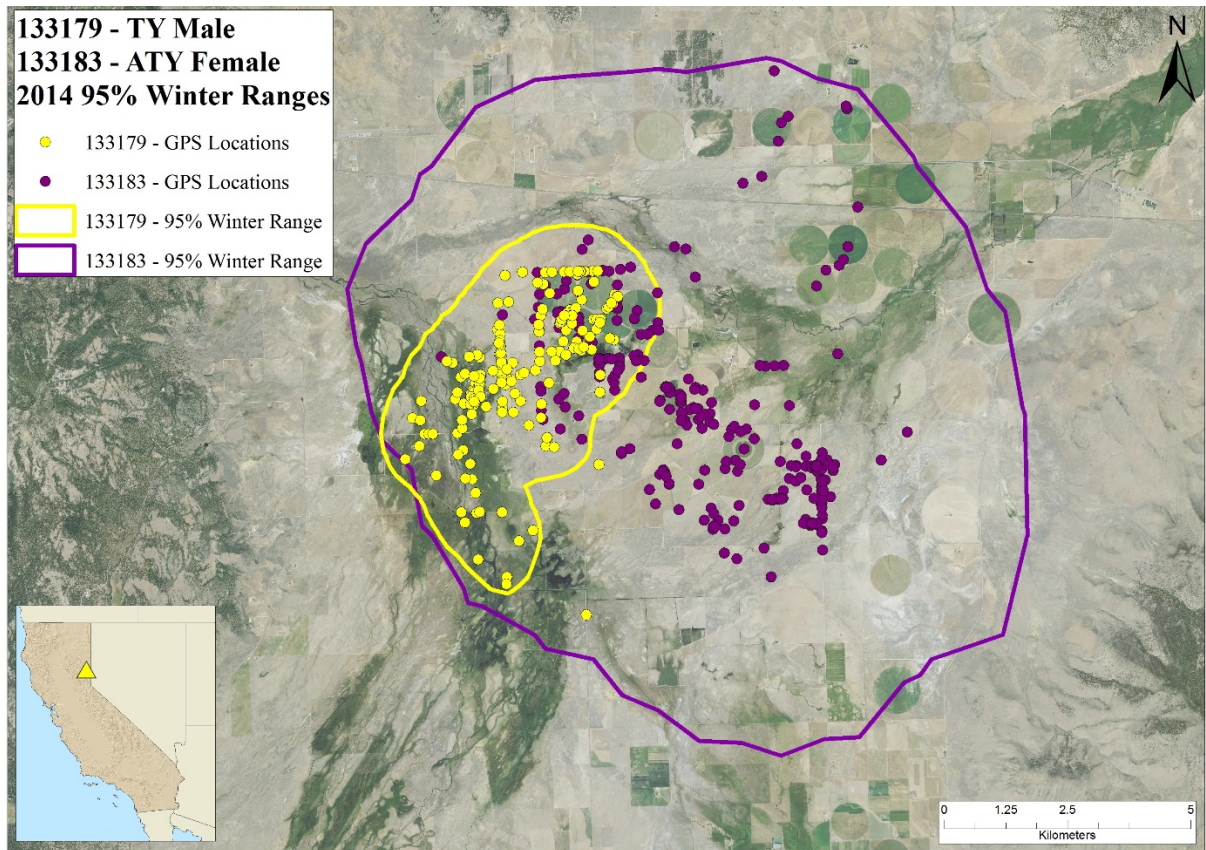 133179 - TY Male
133183 - ATY Female
2014 95% Winter Ranges
133179 - GPS Locations
133183 - GPS Locations
133179 - 95% Winter Range
133183 - 95% Winter Range
N
0 1.25 2.5 5
Kilometers